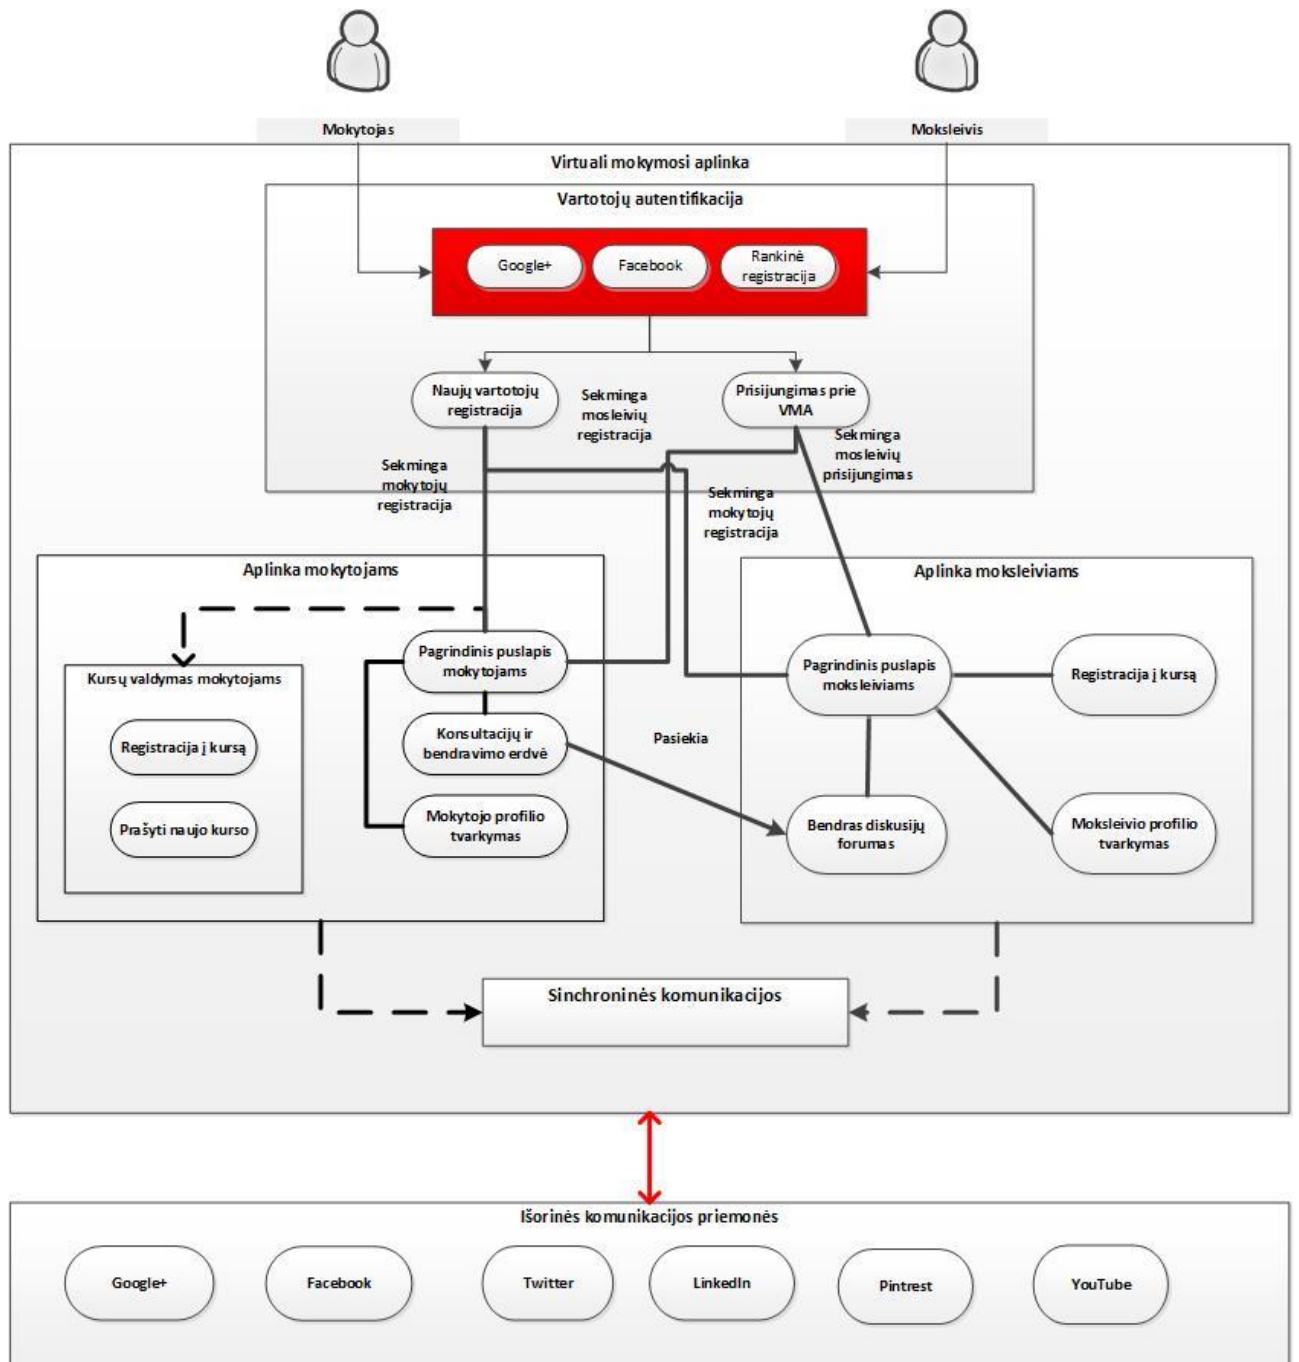 Mokytojas
Moksleivis
Virtuali mokymosi aplinka
Vartotojų autentifikacija
Google+
Facebook
Rankinė
registracija
Naujų vartotojų
registracija
Sekminga
mosleivių
registracija
Prisijungimas prie
VMA
Sekminga
mosleivių
prisijungimas
Sekminga
mokytojų
registracija
Sekminga
mokytojų
registracija
Aplinka mokytojams
Kursų valdymas mokytojams
Registracija į kursą
Prašyti naujo kurso
Pagrindinis puslapis
mokytojams
Konsultacijų ir
bendravimo erdvė
Mokytojo profilio
tvarkymas
Pasiekia
Aplinka moksleiviams
Pagrindinis puslapis
moksleiviams
Registracija į kursą
Bendras diskusijų
forumas
Moksleivio profilio
tvarkymas
Sinchroninės komunikacijos
Išorinės komunikacijos priemonės
Google+
Facebook
Twitter
LinkedIn
Pintrest
YouTube